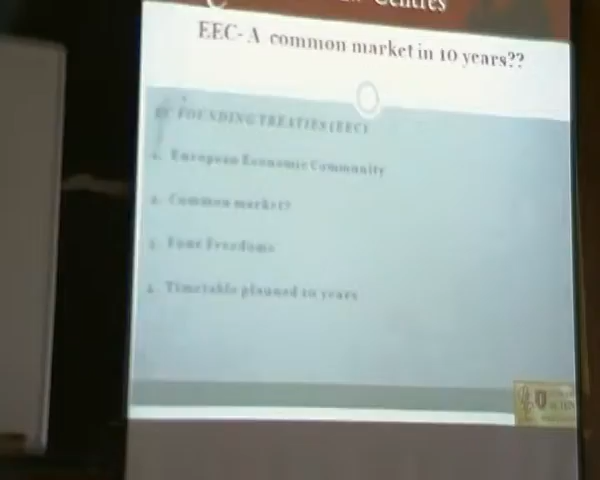 Centres
EEC- A common market in 10 years??
FOUNDING TREATIES (EEC)
1. European Economic Community
2. Common market?
3. Four Freedoms
4. Timetable planned 10 years